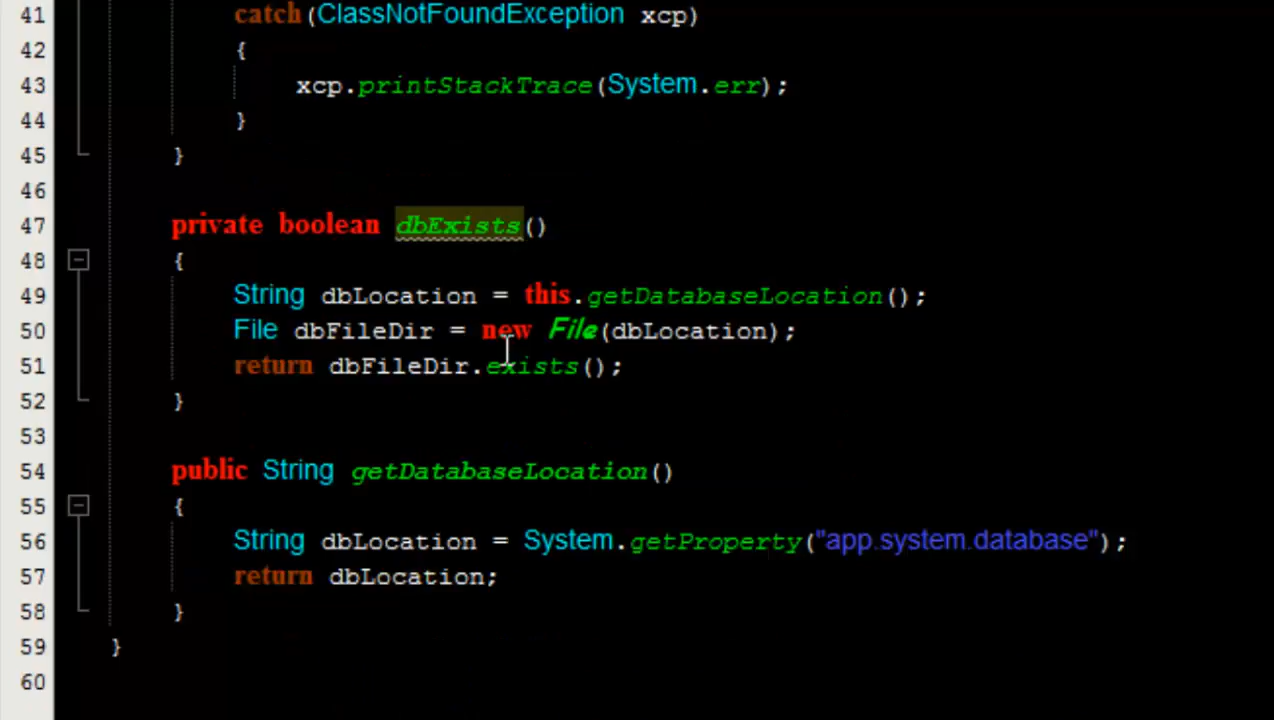 41 catch(ClassNotFoundException xcp)
42 {
43 xcp.printStackTrace(System.err);
44 }
45 }
46
47 private boolean dbExists()
48 {
49 String dbLocation = this.getDatabaseLocation();
50 File dbFileDir = new File(dbLocation);
51 return dbFileDir.exists();
52 }
53
54 public String getDatabaseLocation()
55 {
56 String dbLocation = System.getProperty("app.system.database");
57 return dbLocation;
58 }
59 }
60